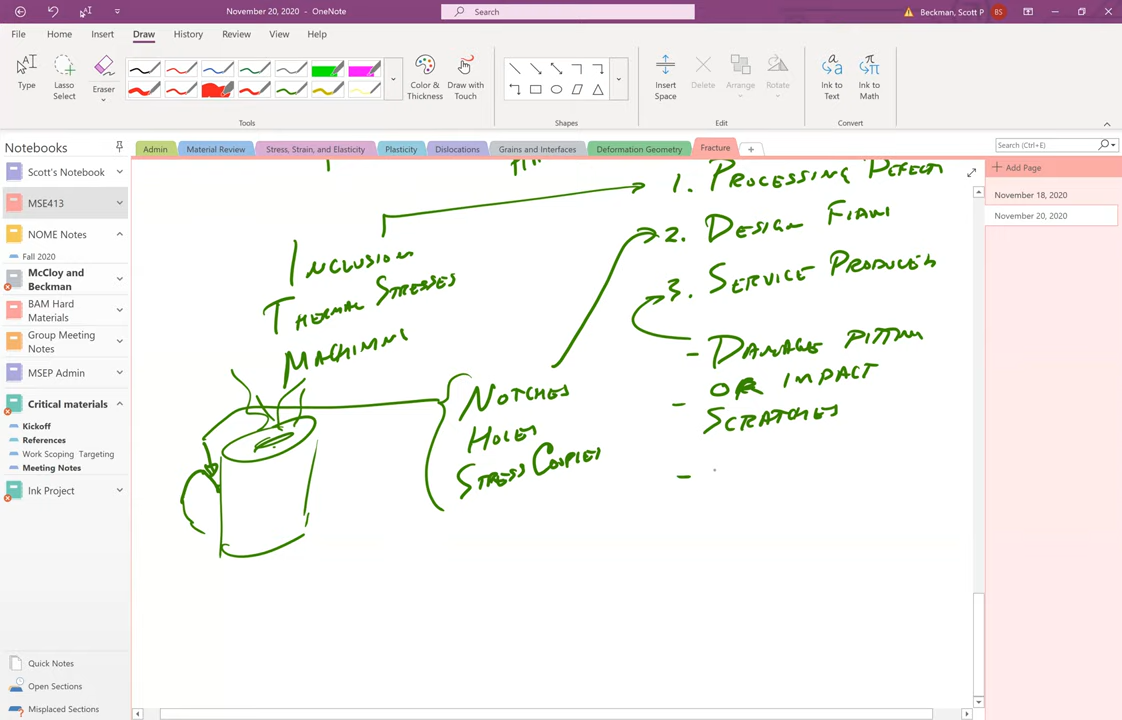 November 20, 2020 - OneNote
Search
Beckman, Scott P
BS
File Home Insert Draw History Review View Help
Type
Lasso Select
Eraser
Color & Thickness
Draw with Touch
Insert Space
Delete
Arrange
Rotate
Ink to Text
Ink to Math
Tools
Shapes
Edit
Convert
Notebooks
Admin Material Review Stress, Strain, and Elasticity Plasticity Dislocations Grains and Interfaces Deformation Geometry Fracture
Search (Ctrl+E)
Scott's Notebook
MSE413
NOME Notes
Fall 2020
McCloy and
Beckman
BAM Hard
Materials
Group Meeting
Notes
MSEP Admin
Critical materials
Kickoff
References
Work Scoping Targeting
Meeting Notes
Ink Project
Quick Notes
Open Sections
Misplaced Sections
Add Page
November 18, 2020
November 20, 2020
1. PROCESSING DEFECT
2. DESIGN FLAW
3. SERVICE PRODUCED
- DAMAGE PITTING
OR IMPACT
- SCRATCHES
-
INCLUSION
THERMAL STRESSES
MACHINING
NOTCHES
HOLES
STRESS